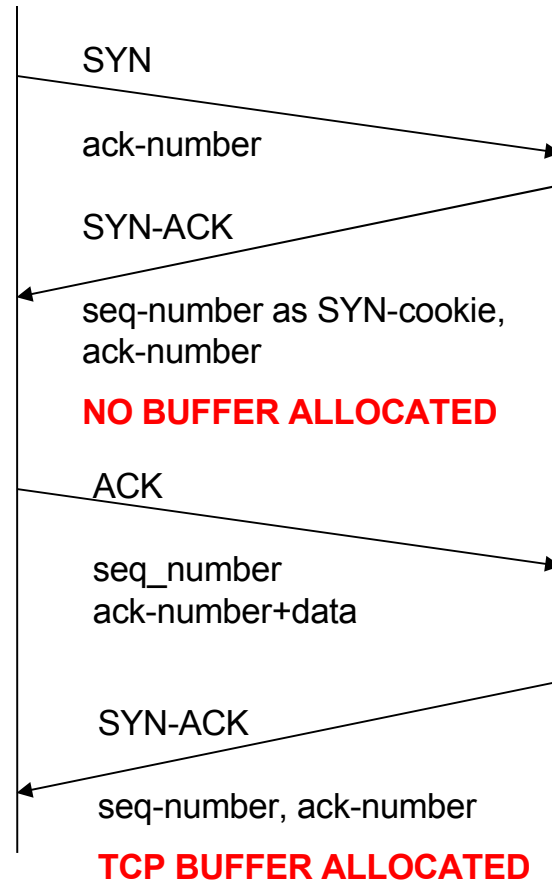 SYN
ack-number
SYN-ACK
seq-number as SYN-cookie,
ack-number
NO BUFFER ALLOCATED
ACK
seq_number
ack-number+data
SYN-ACK
seq-number, ack-number
TCP BUFFER ALLOCATED